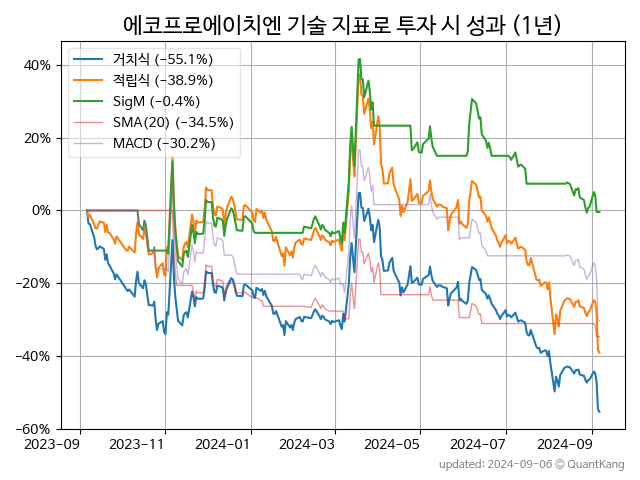 에코프로에이치엔 기술 지표로 투자 시 성과 (1년)
거치식 (−55.1%)
적립식 (−38.9%)
SigM (−0.4%)
SMA(20) (−34.5%)
MACD (−30.2%)
40%
20%
0%
−20%
−40%
−60%
2023-09
2023-11
2024-01
2024-03
2024-05
2024-07
2024-09
updated: 2024-09-06 © QuantKang